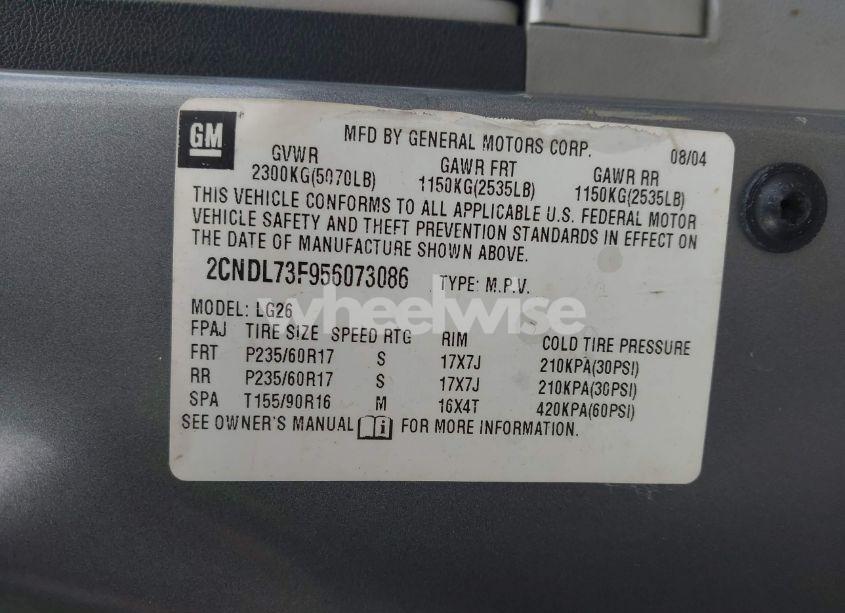 GM
MFD BY GENERAL MOTORS CORP. 08/04
GVWR GAWR FRT GAWR RR
2300KG(5070LB) 1150KG(2535LB) 1150KG(2535LB)
THIS VEHICLE CONFORMS TO ALL APPLICABLE U.S. FEDERAL MOTOR
VEHICLE SAFETY AND THEFT PREVENTION STANDARDS IN EFFECT ON
THE DATE OF MANUFACTURE SHOWN ABOVE.
2CNDL73F956073086 TYPE: M.P.V.
wheelwise
MODEL: LG26
FPAJ TIRE SIZE SPEED RTG RIM COLD TIRE PRESSURE
FRT P235/60R17 S 17X7J 210KPA(30PSI)
RR P235/60R17 S 17X7J 210KPA(30PSI)
SPA T155/90R16 M 16X4T 420KPA(60PSI)
SEE OWNER'S MANUAL FOR MORE INFORMATION.